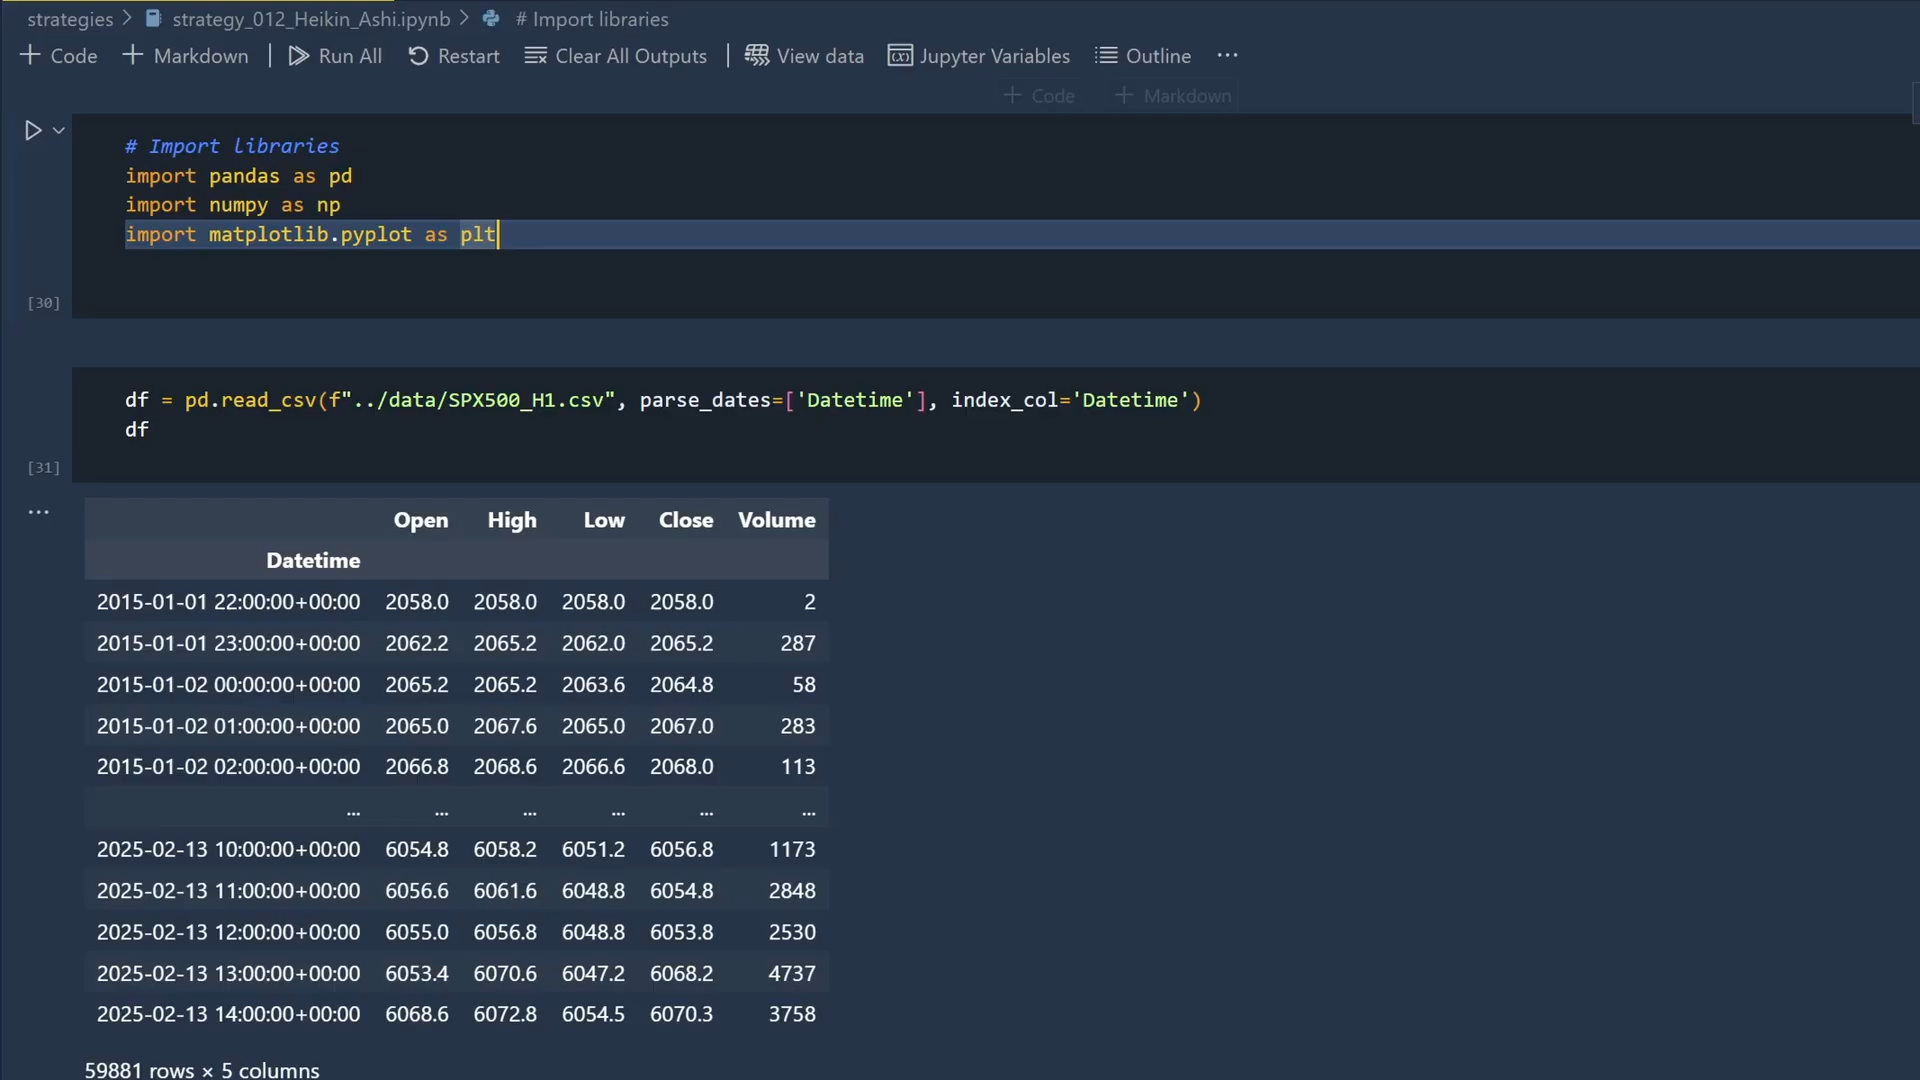 strategies > strategy_012_Heikin_Ashi.ipynb > # Import libraries
+ Code + Markdown | Run All Restart Clear All Outputs | View data Jupyter Variables Outline ...
+ Code + Markdown
# Import libraries
import pandas as pd
import numpy as np
import matplotlib.pyplot as plt
[30]
df = pd.read_csv(f"../data/SPX500_H1.csv", parse_dates=['Datetime'], index_col='Datetime')
df
[31]
...
Open High Low Close Volume
Datetime
2015-01-01 22:00:00+00:00 2058.0 2058.0 2058.0 2058.0 2
2015-01-01 23:00:00+00:00 2062.2 2065.2 2062.0 2065.2 287
2015-01-02 00:00:00+00:00 2065.2 2065.2 2063.6 2064.8 58
2015-01-02 01:00:00+00:00 2065.0 2067.6 2065.0 2067.0 283
2015-01-02 02:00:00+00:00 2066.8 2068.6 2066.6 2068.0 113
... ... ... ... ... ...
2025-02-13 10:00:00+00:00 6054.8 6058.2 6051.2 6056.8 1173
2025-02-13 11:00:00+00:00 6056.6 6061.6 6048.8 6054.8 2848
2025-02-13 12:00:00+00:00 6055.0 6056.8 6048.8 6053.8 2530
2025-02-13 13:00:00+00:00 6053.4 6070.6 6047.2 6068.2 4737
2025-02-13 14:00:00+00:00 6068.6 6072.8 6054.5 6070.3 3758
59881 rows × 5 columns